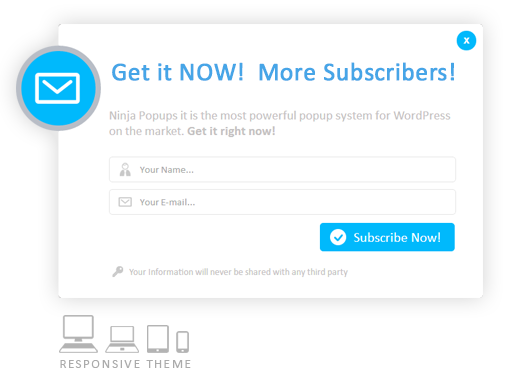 x
Get it NOW!  More Subscribers!
Ninja Popups it is the most powerful popup system for WordPress
on the market. Get it right now!
Your Name...
Your E-mail...
Subscribe Now!
Your Information will never be shared with any third party
RESPONSIVE THEME